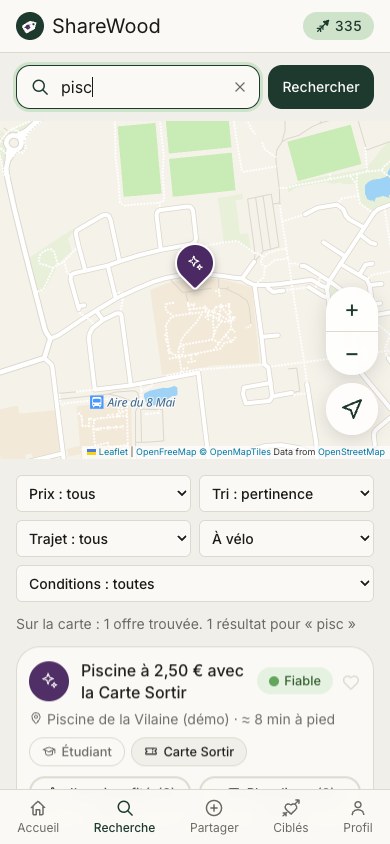 ShareWood
335
pisc
Rechercher
+
−
Aire du 8 Mai
Leaflet | OpenFreeMap © OpenMapTiles Data from OpenStreetMap
Prix : tous
Tri : pertinence
Trajet : tous
À vélo
Conditions : toutes
Sur la carte : 1 offre trouvée. 1 résultat pour « pisc »
Piscine à 2,50 € avec
la Carte Sortir
Fiable
Piscine de la Vilaine (démo) · ≈ 8 min à pied
Étudiant
Carte Sortir
Accueil
Recherche
Partager
Ciblés
Profil